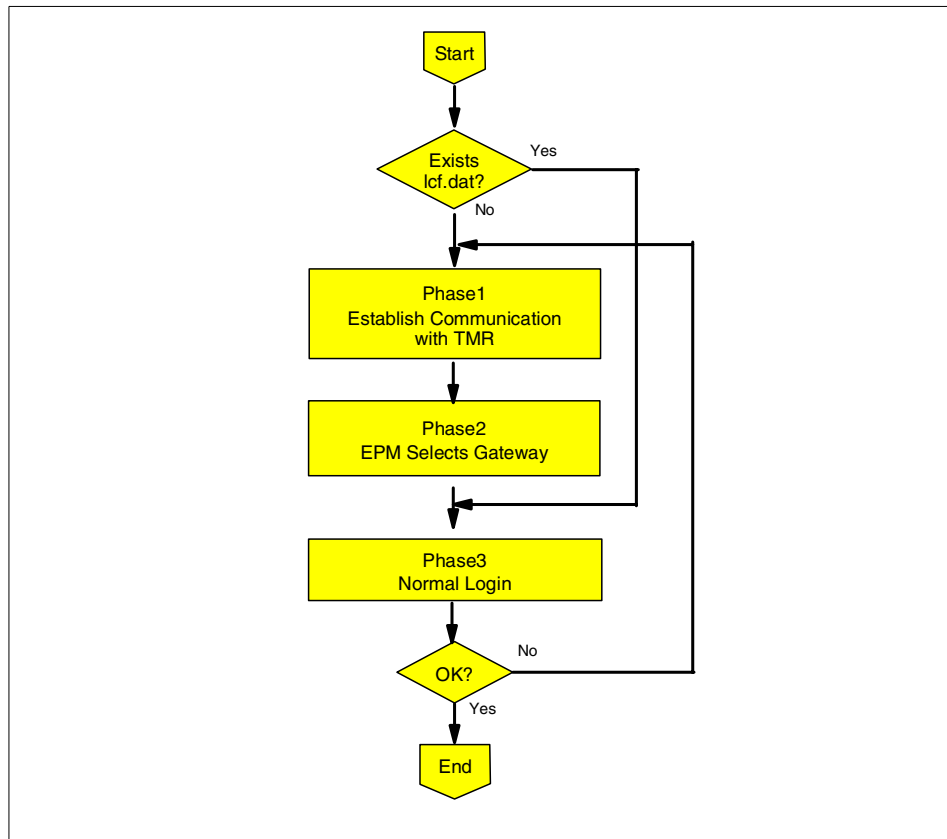 Start
Exists
lcf.dat?
Yes
No
Phase1
Establish Communication
with TMR
Phase2
EPM Selects Gateway
Phase3
Normal Login
OK?
No
Yes
End